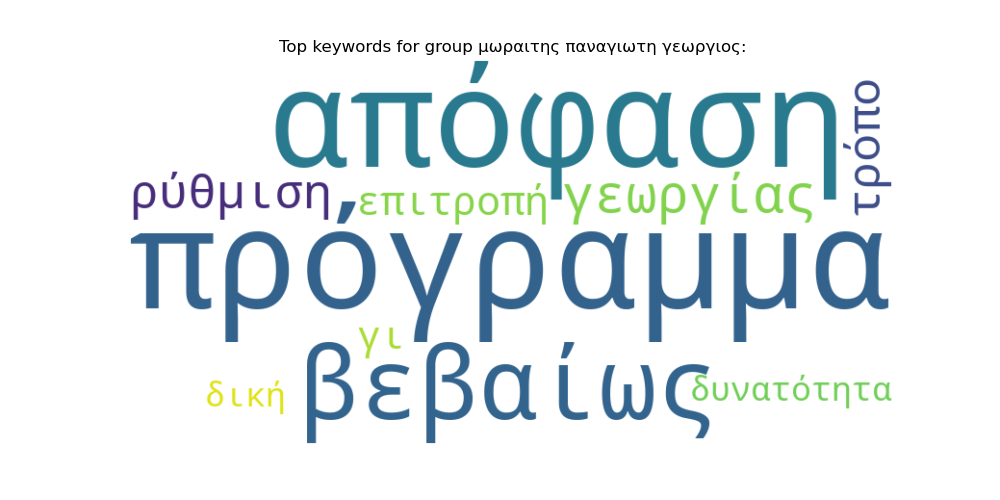 Top keywords for group μωραιτης παναγιωτη γεωργιος:
απόφαση
τρόπο
ρύθμιση
επιτροπή
γεωργίας
πρόγραμμα
γι
βεβαίως
δική
δυνατότητα